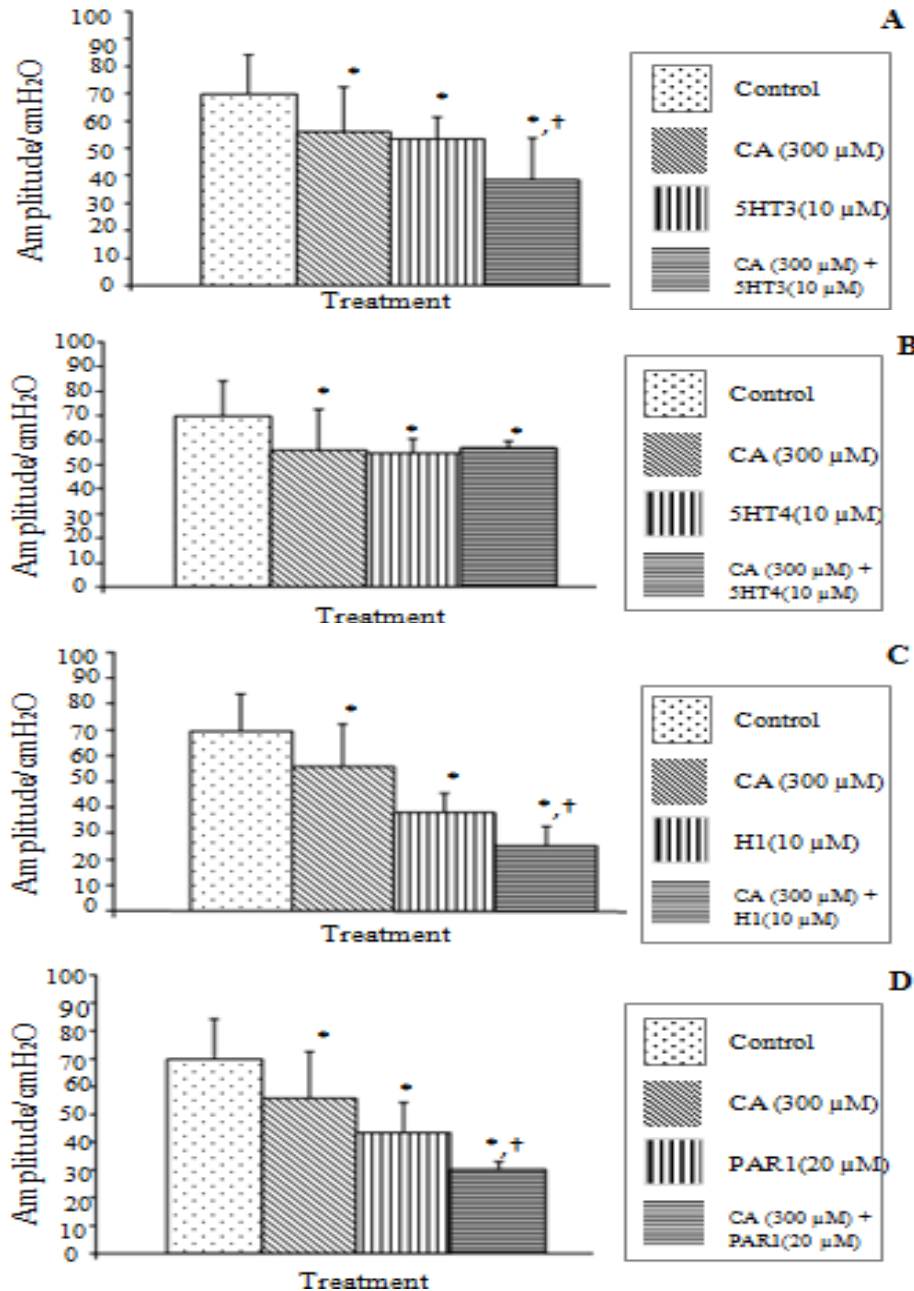 A
Amplitude/cmH₂O
100
90
80
70
60
50
40
30
20
10
0
*
*
*,†
Treatment
Control
CA (300 µM)
5HT3(10 µM)
CA (300 µM) +
5HT3(10 µM)
B
Amplitude/cmH₂O
100
90
80
70
60
50
40
30
20
10
0
*
*
*
Treatment
Control
CA (300 µM)
5HT4(10 µM)
CA (300 µM) +
5HT4(10 µM)
C
Amplitude/cmH₂O
100
90
80
70
60
50
40
30
20
10
0
*
*
*,†
Treatment
Control
CA (300 µM)
H1(10 µM)
CA (300 µM) +
H1(10 µM)
D
Amplitude/cmH₂O
100
90
80
70
60
50
40
30
20
10
0
*
*
*,†
Treatment
Control
CA (300 µM)
PAR1(20 µM)
CA (300 µM) +
PAR1(20 µM)